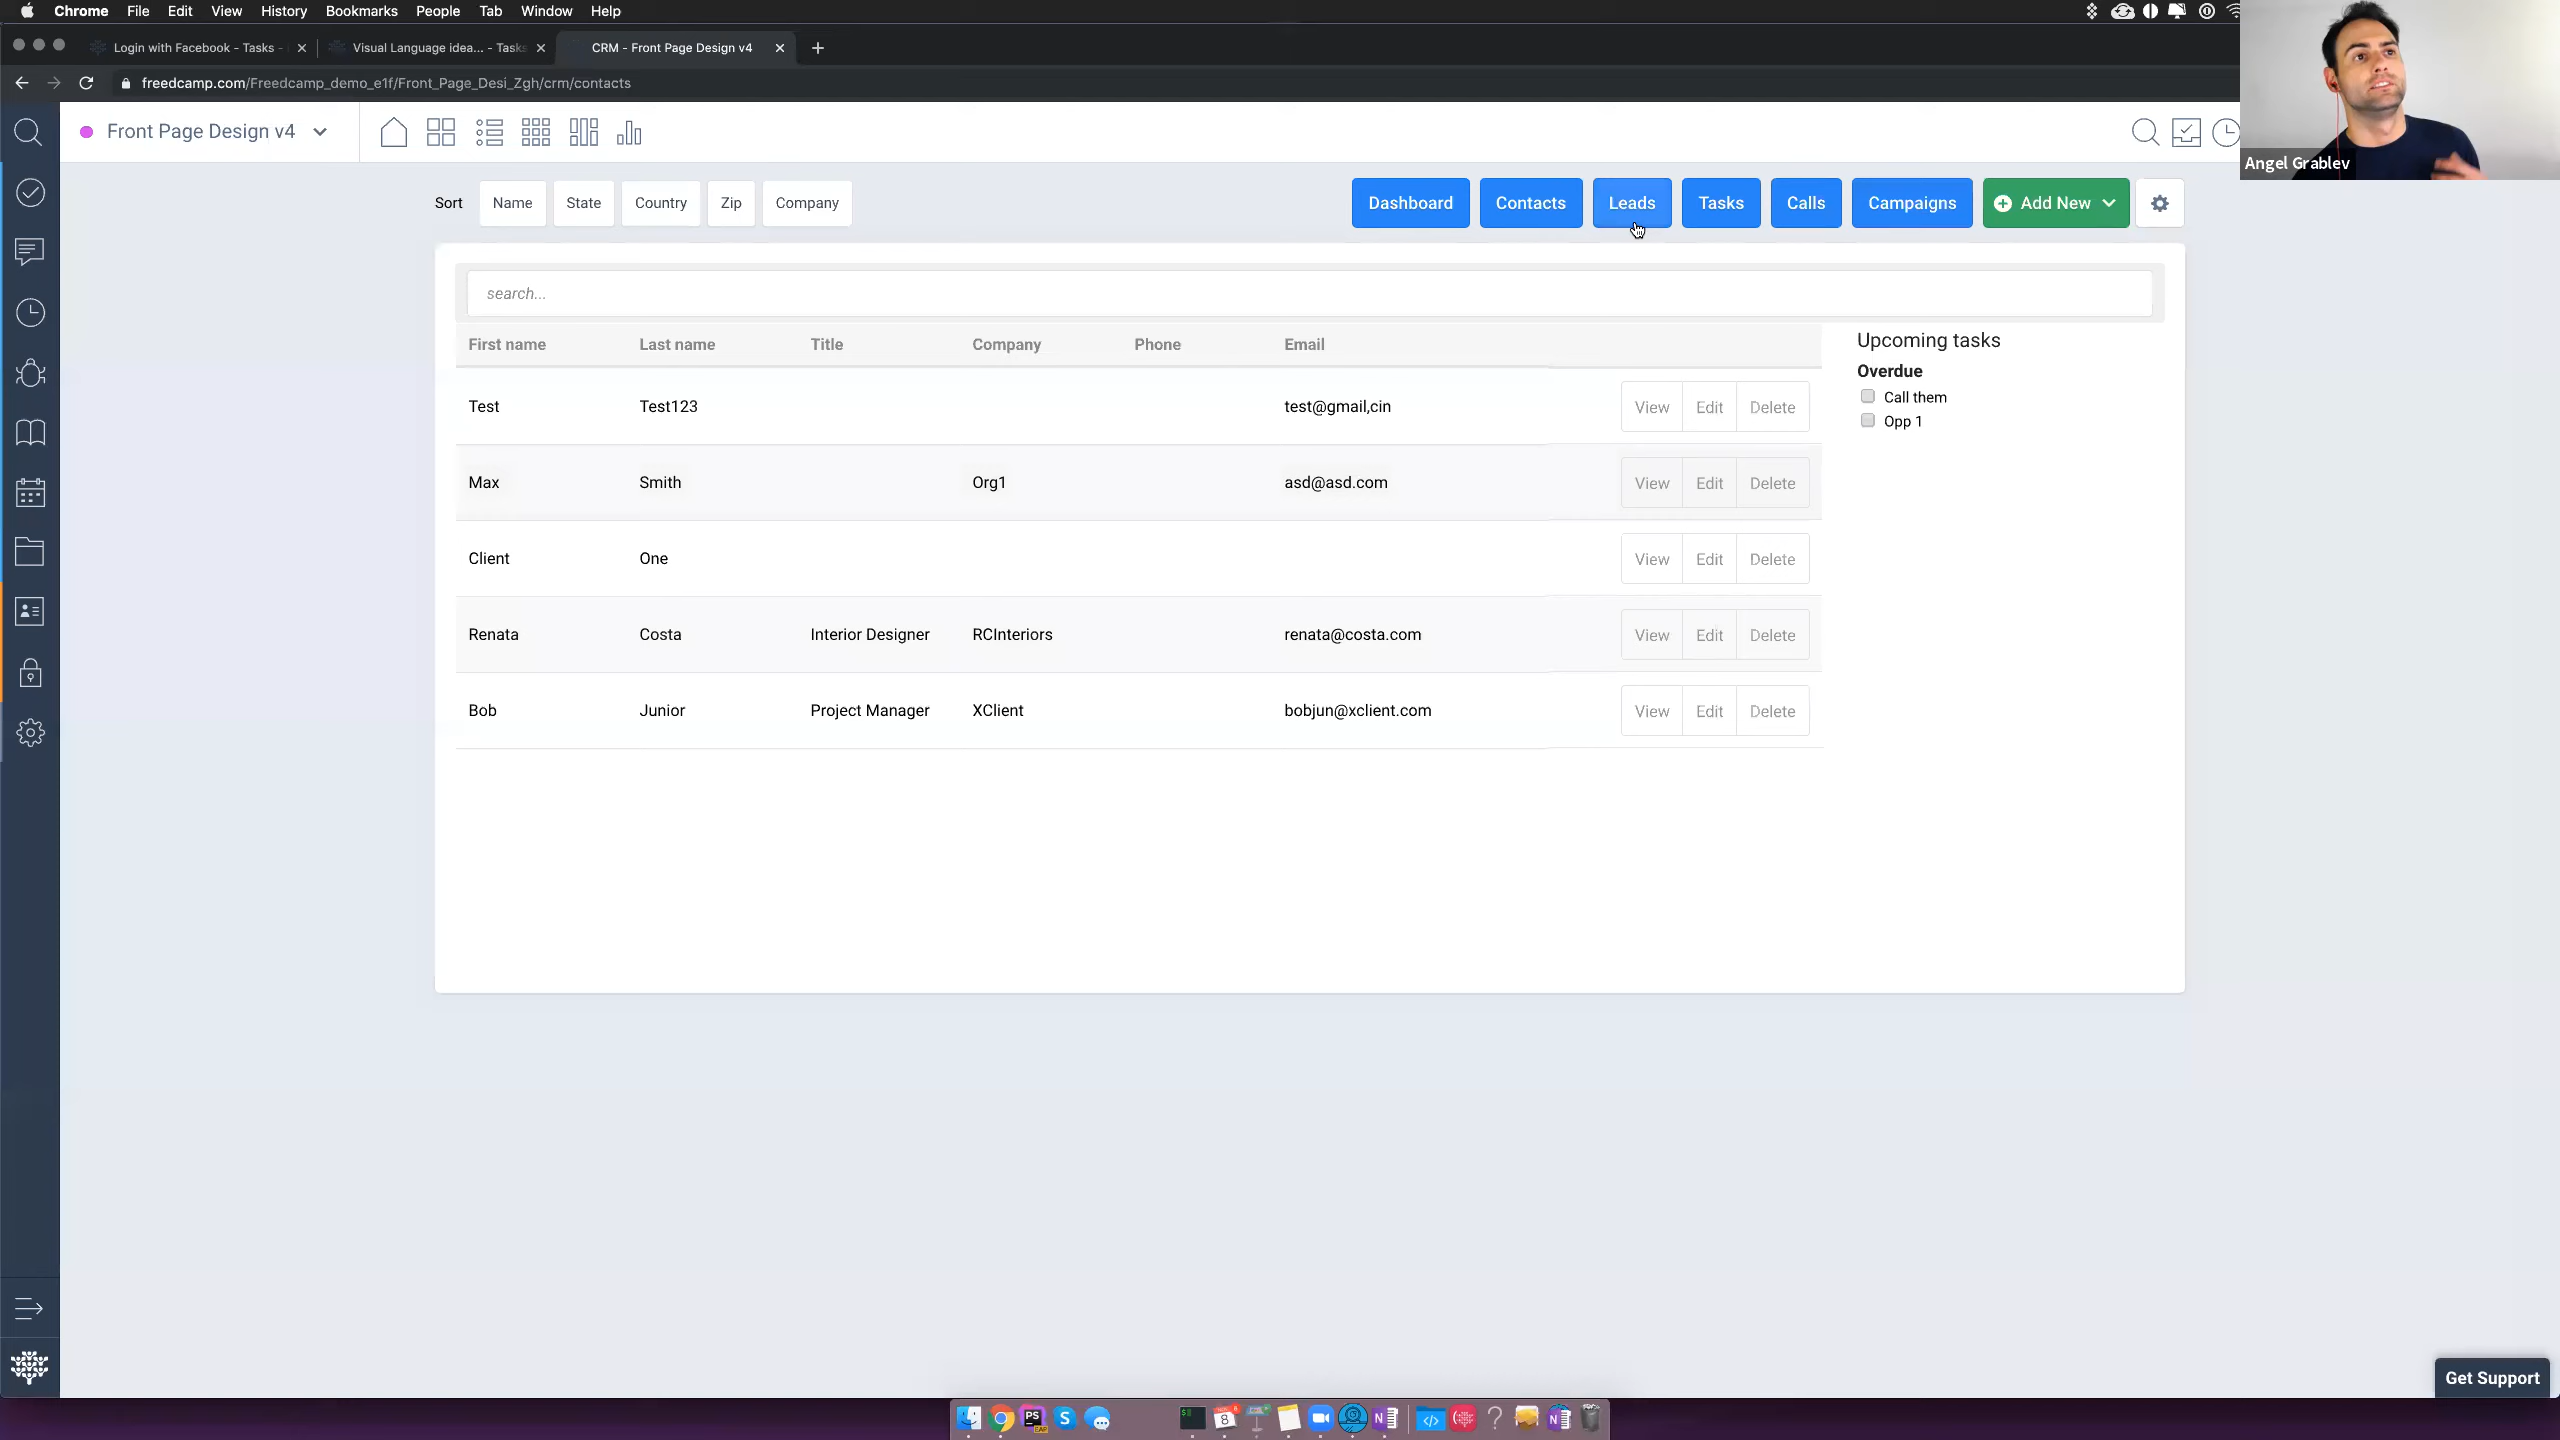 Chrome File Edit View History Bookmarks People Tab Window Help
Login with Facebook - Tasks - Visual Language idea... - Tasks CRM - Front Page Design v4
freedcamp.com/Freedcamp_demo_e1f/Front_Page_Desi_Zgh/crm/contacts
Front Page Design v4
Angel Grablev
Sort Name State Country Zip Company Dashboard Contacts Leads Tasks Calls Campaigns Add New
search...
First name Last name Title Company Phone Email
Upcoming tasks
Overdue
Call them
Opp 1
Test Test123 test@gmail,cin View Edit Delete
Max Smith Org1 asd@asd.com View Edit Delete
Client One View Edit Delete
Renata Costa Interior Designer RCInteriors renata@costa.com View Edit Delete
Bob Junior Project Manager XClient bobjun@xclient.com View Edit Delete
Get Support
PS
EAP
S
8
N
N